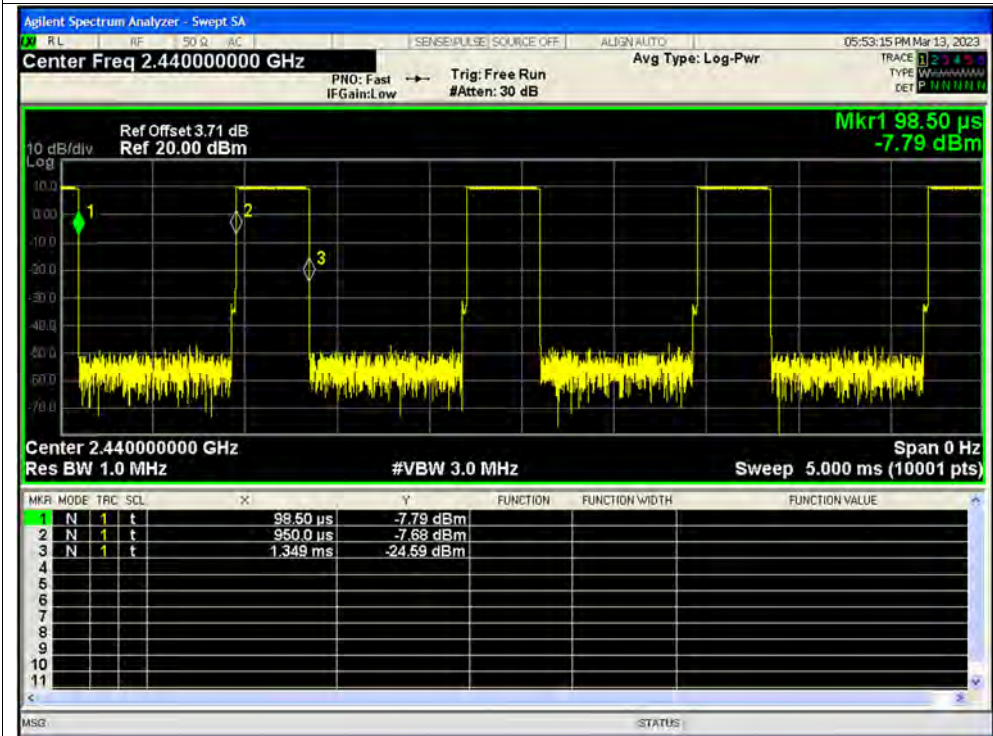 Agilent Spectrum Analyzer - Swept SA
RL RF 50 Ω AC SENSE:PULSE SOURCE OFF ALIGN AUTO 05:53:15 PM Mar 13, 2023
Center Freq 2.440000000 GHz Avg Type: Log-Pwr TRACE 1 2 3 4 5 6
PNO: Fast Trig: Free Run TYPE W
IFGain:Low #Atten: 30 dB DET P N N N N N
Mkr1 98.50 µs
Ref Offset 3.71 dB
10 dB/div Ref 20.00 dBm -7.79 dBm
Log
10.0
0.00
-10.0
-20.0
-30.0
-40.0
-50.0
-60.0
-70.0
1 2
3
Center 2.440000000 GHz Span 0 Hz
Res BW 1.0 MHz #VBW 3.0 MHz Sweep 5.000 ms (10001 pts)
MKR MODE TRC SCL X Y FUNCTION FUNCTION WIDTH FUNCTION VALUE
1 N 1 t 98.50 µs -7.79 dBm
2 N 1 t 950.0 µs -7.68 dBm
3 N 1 t 1.349 ms -24.59 dBm
4
5
6
7
8
9
10
11
MSG STATUS